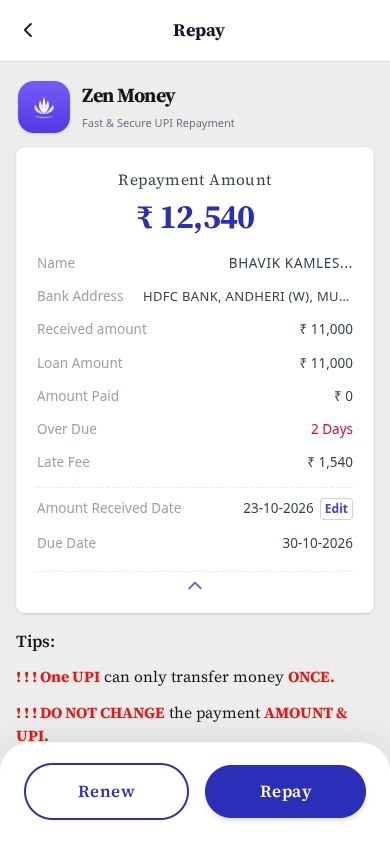 Repay
Zen Money
Fast & Secure UPI Repayment
Repayment Amount
₹ 12,540
Name BHAVIK KAMLES...
Bank Address HDFC BANK, ANDHERI (W), MU...
Received amount ₹ 11,000
Loan Amount ₹ 11,000
Amount Paid ₹ 0
Over Due 2 Days
Late Fee ₹ 1,540
Amount Received Date 23-10-2026 Edit
Due Date 30-10-2026
Tips:
!!! One UPI can only transfer money ONCE.
!!! DO NOT CHANGE the payment AMOUNT &
UPI.
Renew Repay